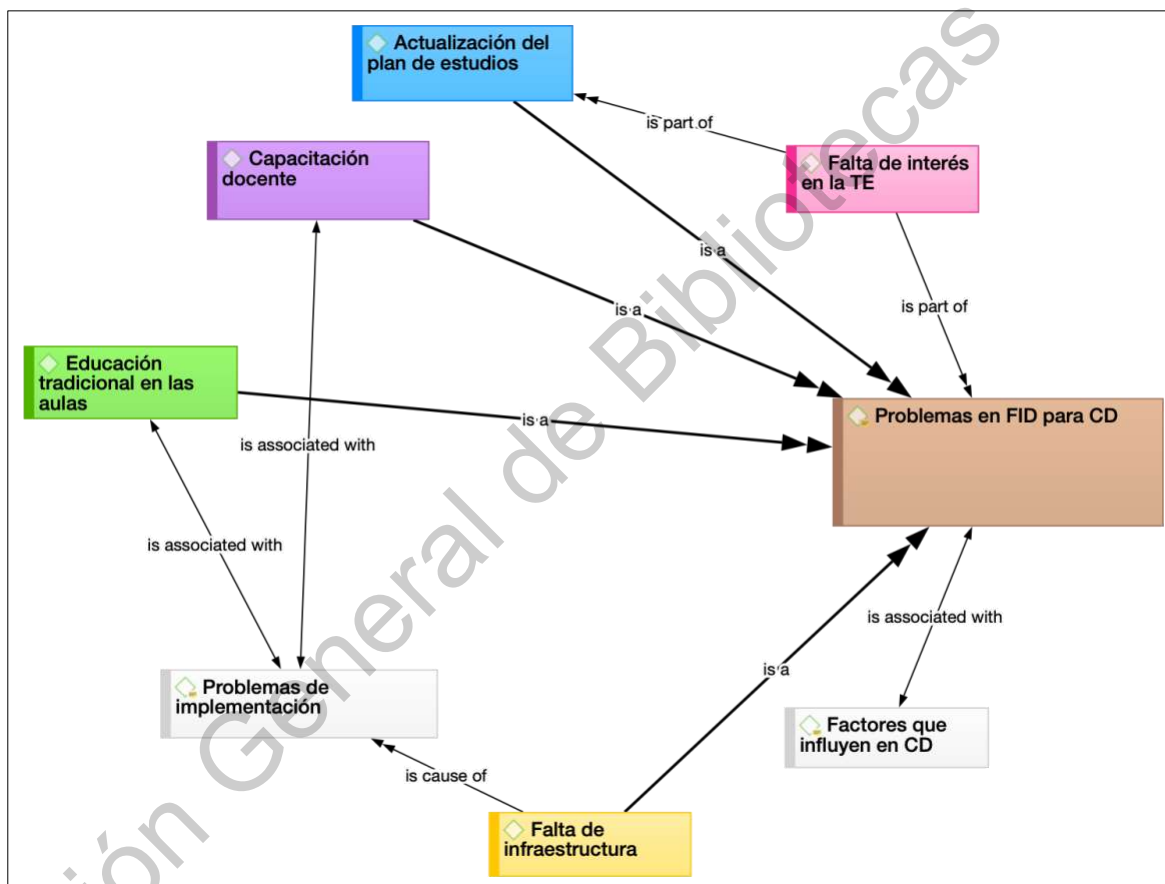 Actualización del
plan de estudios
is part of
Capacitación
docente
Falta de interés
en la TE
is a
is a
is part of
Educación
tradicional en las
aulas
is a
Problemas en FID para CD
is associated with
is associated with
is associated with
is a
Problemas de
implementación
Factores que
influyen en CD
is cause of
Falta de
infraestructura
ión General de Bibliotecas